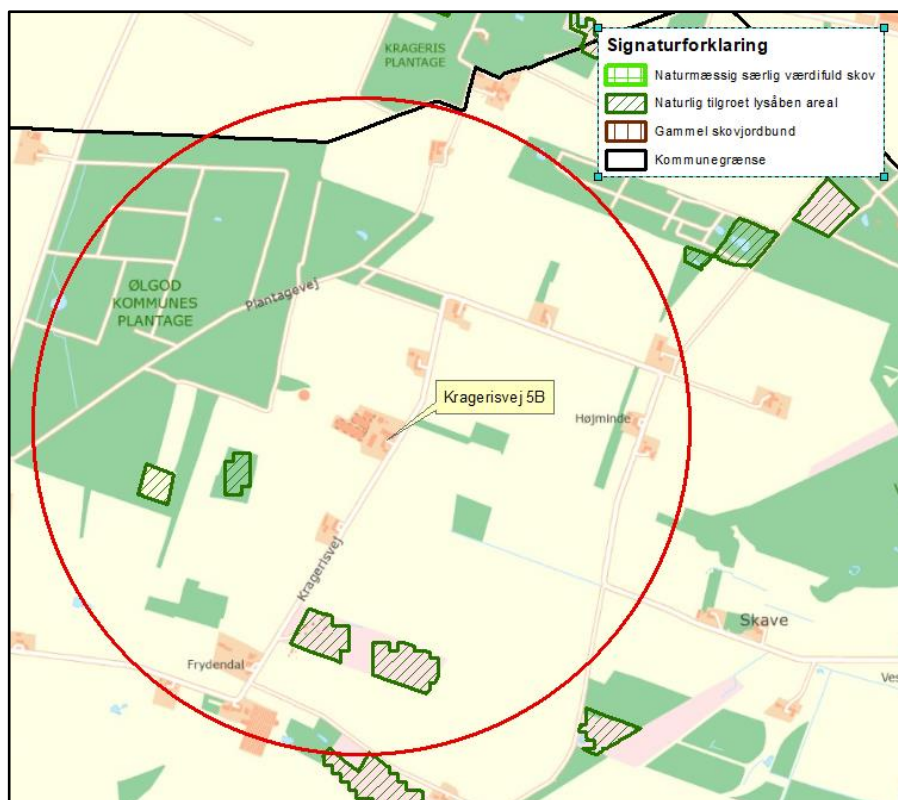 KRAGERIS
PLANTAGE
Signaturforklaring
Naturmæssig særlig værdifuld skov
Naturlig tilgroet lysåben areal
Gammel skovjordbund
Kommunegrænse
ØLGOD
KOMMUNES
PLANTAGE
Plantagevej
Kragerisvej 5B
Højminde
Kragerisvej
Skave
Frydendal
Ves